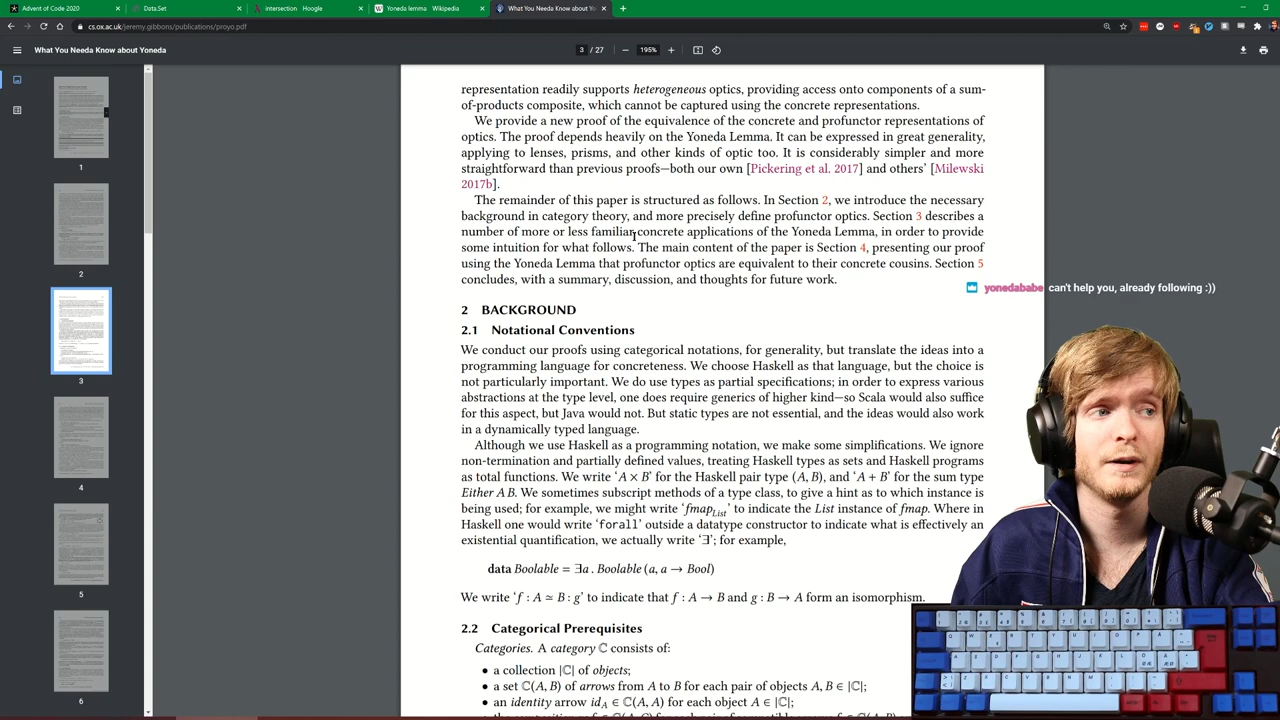 Advent of Code 2020
Data.Set
intersection - Hoogle
Yoneda lemma - Wikipedia
What You Need Know about Yo
cs.ox.ac.uk/jeremy.gibbons/publications/proyo.pdf
What You Needa Know about Yoneda
3 / 27
195%
representation readily supports heterogeneous optics, providing access onto components of a sum-
of-products composite, which cannot be captured using the concrete representations.
We provide a new proof of the equivalence of the concrete and profunctor representations of
optics. The proof depends heavily on the Yoneda Lemma. It can be expressed in great generality,
applying to lenses, prisms, and other kinds of optic too. It is considerably simpler and more
straightforward than previous proofs—both our own [Pickering et al. 2017] and others' [Milewski
2017b].
The remainder of this paper is structured as follows. In Section 2, we introduce the necessary
background in category theory, and more precisely define profunctor optics. Section 3 describes a
number of more or less familiar concrete applications of the Yoneda Lemma, in order to provide
some intuition for what follows. The main content of the paper is Section 4, presenting our proof
using the Yoneda Lemma that profunctor optics are equivalent to their concrete cousins. Section 5
concludes with a summary, discussion, and thoughts for future work.
yonedababe can't help you, already following :))
2 BACKGROUND
2.1 Notational Conventions
We conduct our proof using categorical notations, for generality, but translate the ideas into a
programming language for concreteness. We choose Haskell as that language, but the choice is
not particularly important. We do use types as partial specifications; in order to express various
abstractions at the type level, one does require generics of higher kind—so Scala would also suffice
for this aspect, but Java would not. But static types are not crucial, and the ideas would also work
in a dynamically typed language.
Although we use Haskell as a programming notation, we make some simplifications. We ignore
non-termination and partially defined values, treating Haskell types as sets and Haskell programs
as total functions. We write 'A × B' for the Haskell pair type (A, B), and 'A + B' for the sum type
Either A B. We sometimes subscript methods of a type class, to give a hint as to which instance is
being used; for example, we might write 'fmapList' to indicate the List instance of fmap. Where in
Haskell one would write 'forall' outside a datatype constructor to indicate what is effectively an
existential quantification, we actually write '∃'; for example,
data Boolable = ∃a . Boolable (a, a → Bool)
We write 'f : A ≃ B : g' to indicate that f : A → B and g : B → A form an isomorphism.
2.2 Categorical Prerequisites
Categories. A category ℂ consists of:
• a collection |ℂ| of objects;
• a set ℂ(A, B) of arrows from A to B for each pair of objects A, B ∈ |ℂ|;
• an identity arrow idA ∈ ℂ(A, A) for each object A ∈ |ℂ|;
1
2
3
4
5
6